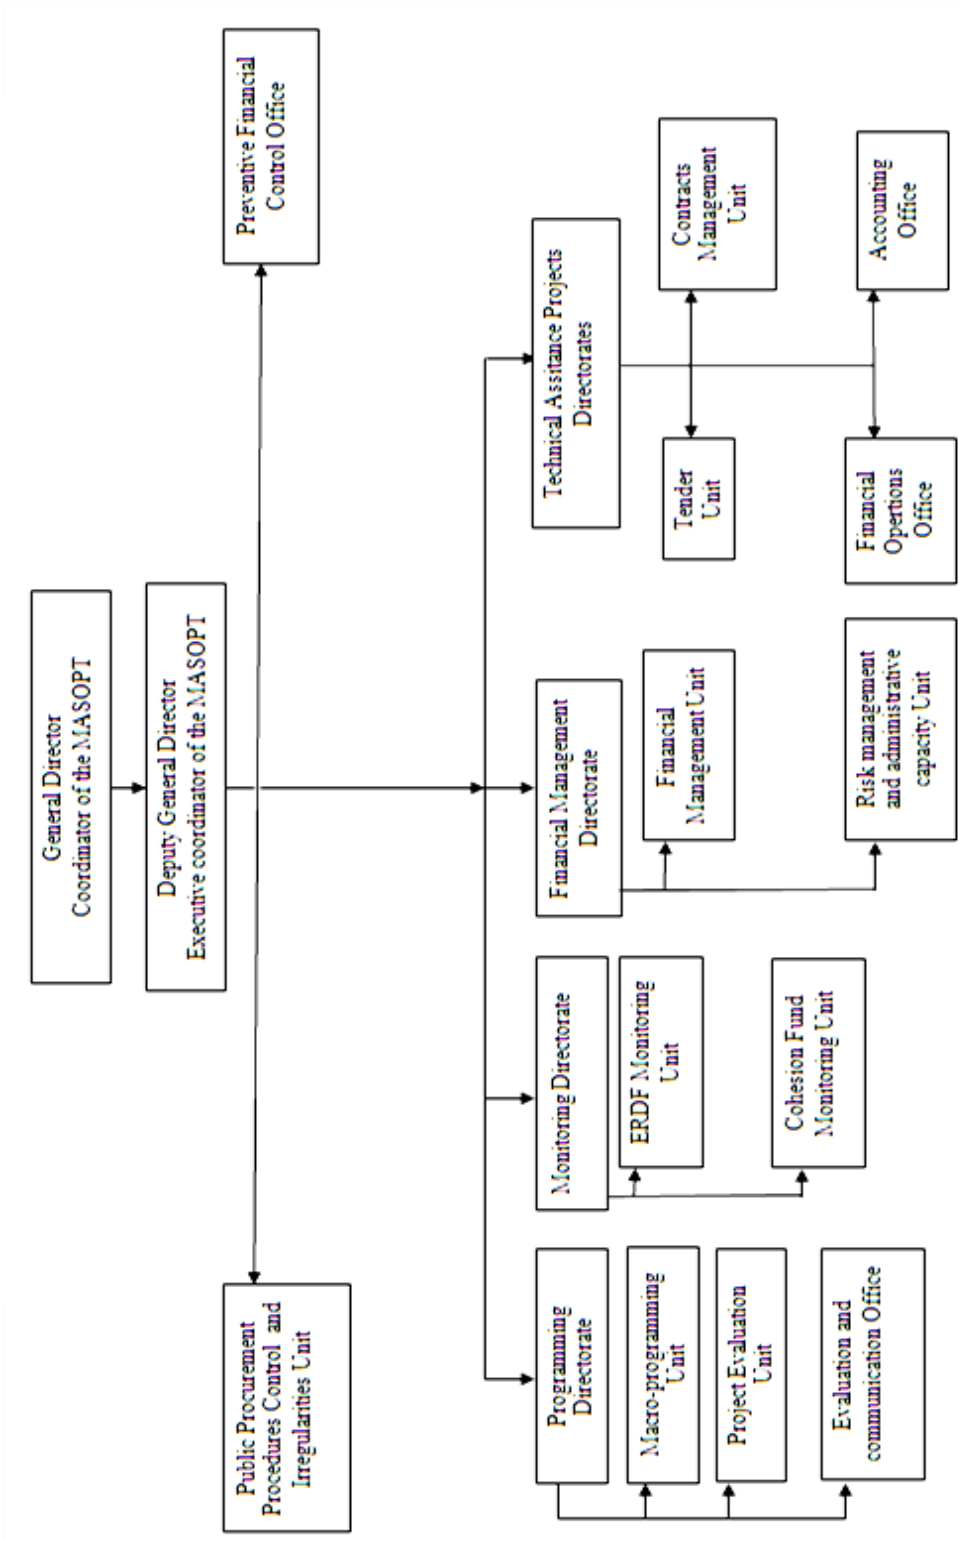 General Director
Coordinator of the MASOPT
Deputy General Director
Executive coordinator of the MASOPT
Public Procurement
Procedures Control and
Irregularities Unit
Preventive Financial
Control Office
Programming
Directorate
Macro-programming
Unit
Project Evaluation
Unit
Evaluation and
communication Office
Monitoring Directorate
ERDF Monitoring
Unit
Cohesion Fund
Monitoring Unit
Financial Management
Directorate
Financial
Management Unit
Risk management
and administrative
capacity Unit
Technical Assitance Projects
Directorates
Tender
Unit
Contracts
Management
Unit
Financial
Opertions
Office
Accounting
Office